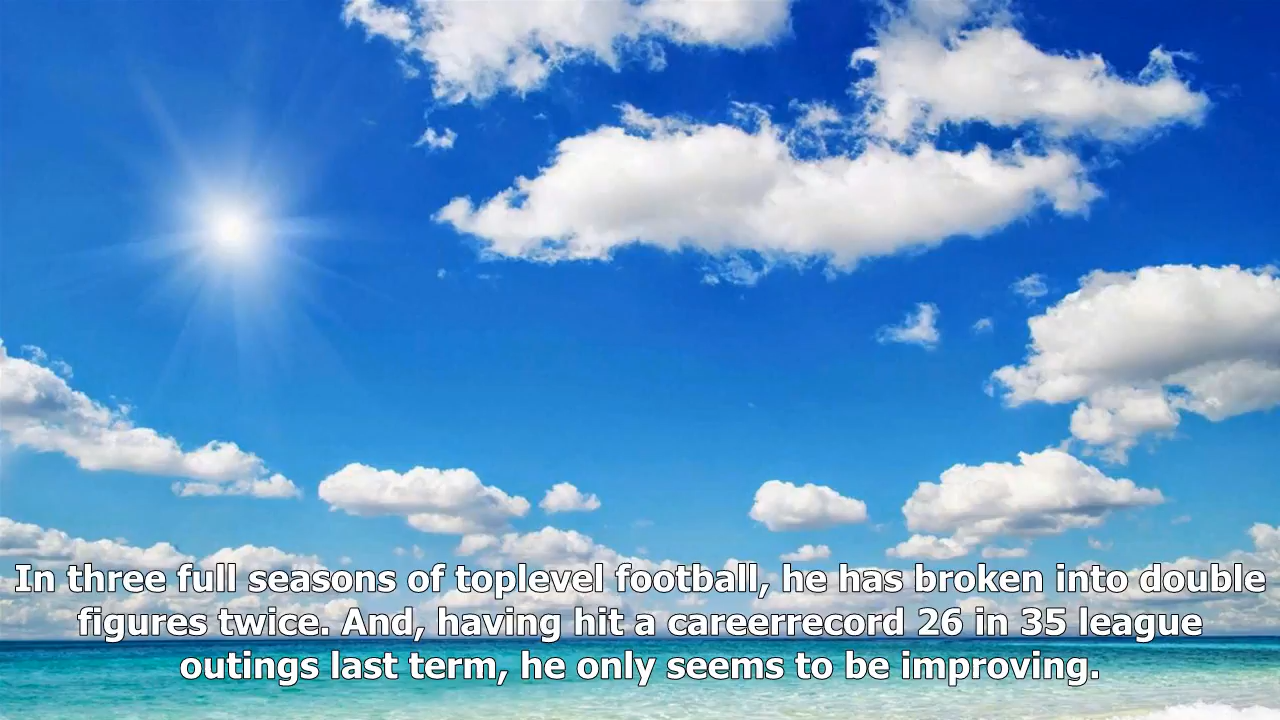 In three full seasons of toplevel football, he has broken into double
figures twice. And, having hit a careerrecord 26 in 35 league
outings last term, he only seems to be improving.